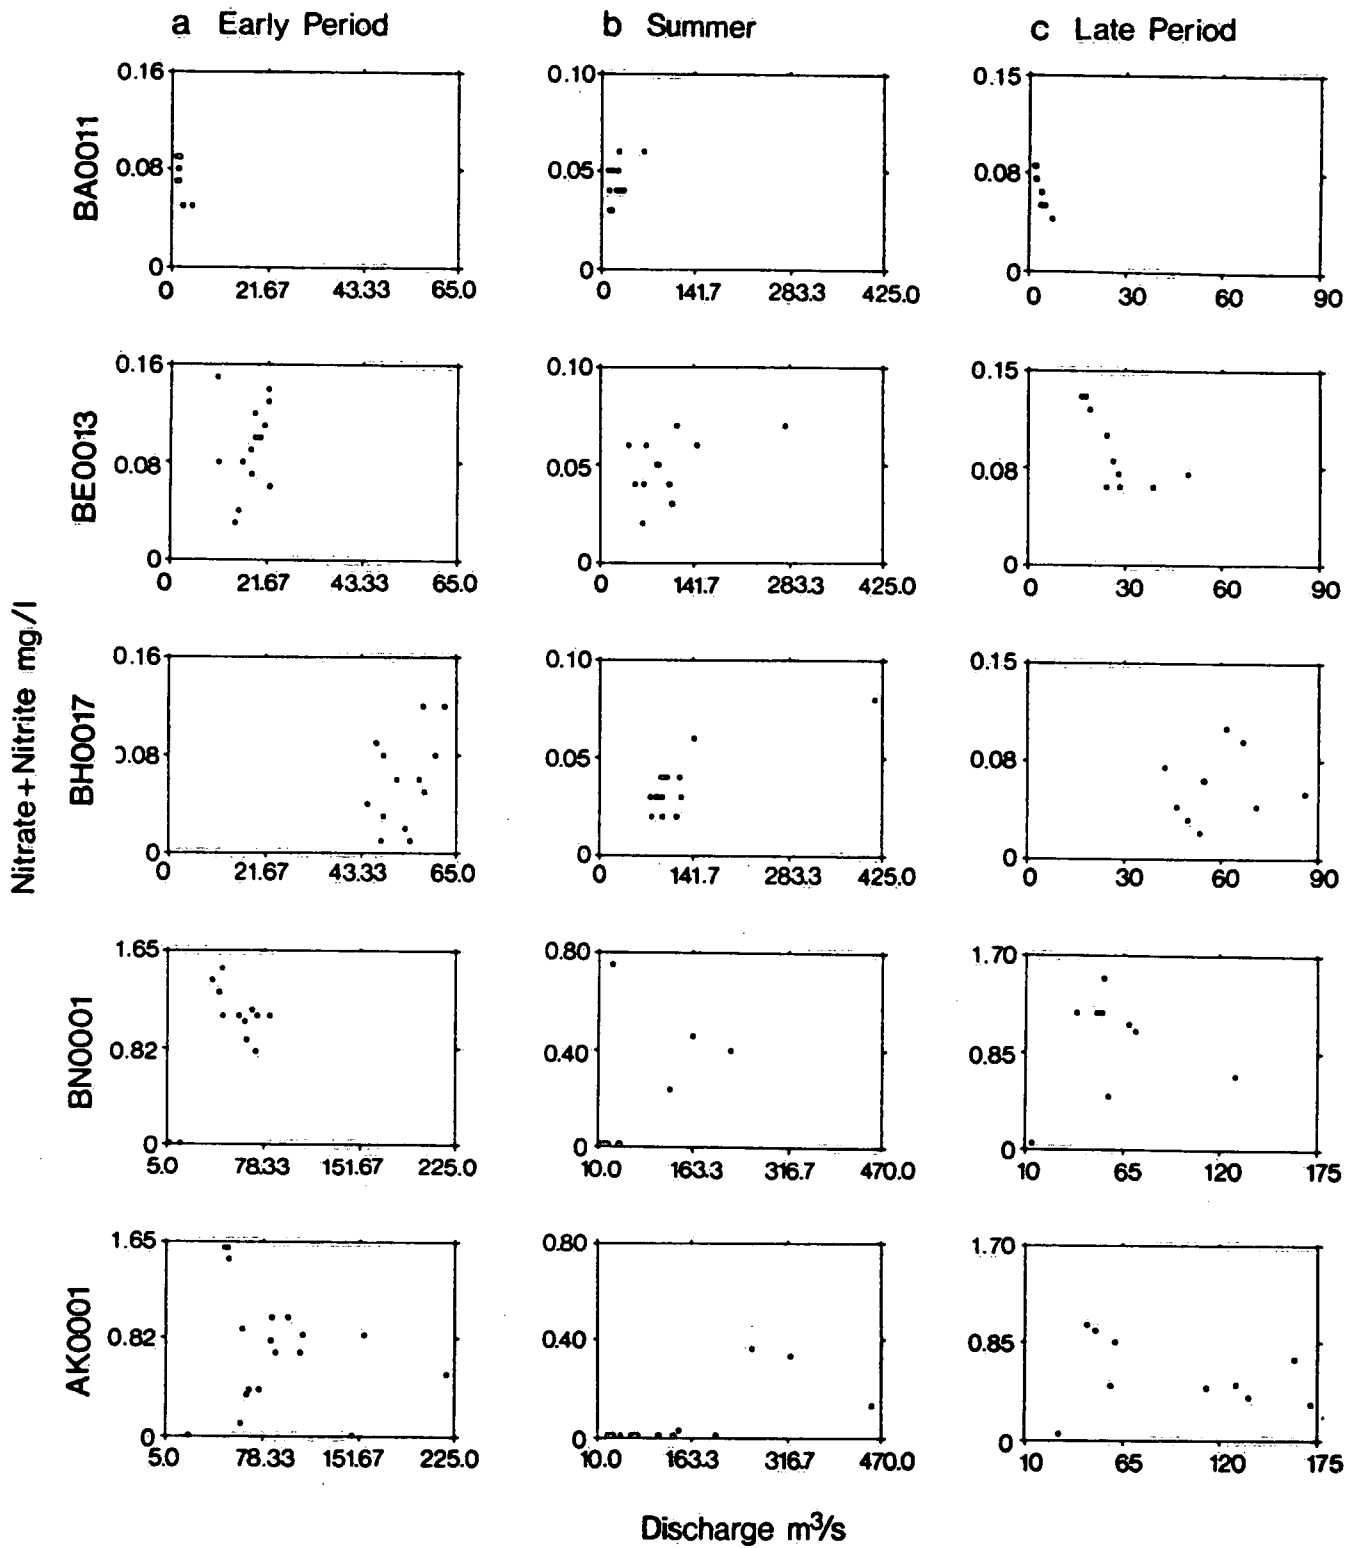 a Early Period
b Summer
c Late Period
Nitrate+Nitrite mg/l
BA0011
0.16
0.08
0
0 21.67 43.33 65.0
0.10
0.05
0
0 141.7 283.3 425.0
0.15
0.08
0
0 30 60 90
BE0013
0.16
0.08
0
0 21.67 43.33 65.0
0.10
0.05
0
0 141.7 283.3 425.0
0.15
0.08
0
0 30 60 90
BH0017
0.16
0.08
0
0 21.67 43.33 65.0
0.10
0.05
0
0 141.7 283.3 425.0
0.15
0.08
0
0 30 60 90
BN0001
1.65
0.82
0
5.0 78.33 151.67 225.0
0.80
0.40
0
10.0 163.3 316.7 470.0
1.70
0.85
0
10 65 120 175
AK0001
1.65
0.82
0
5.0 78.33 151.67 225.0
0.80
0.40
0
10.0 163.3 316.7 470.0
1.70
0.85
0
10 65 120 175
Discharge m³/s